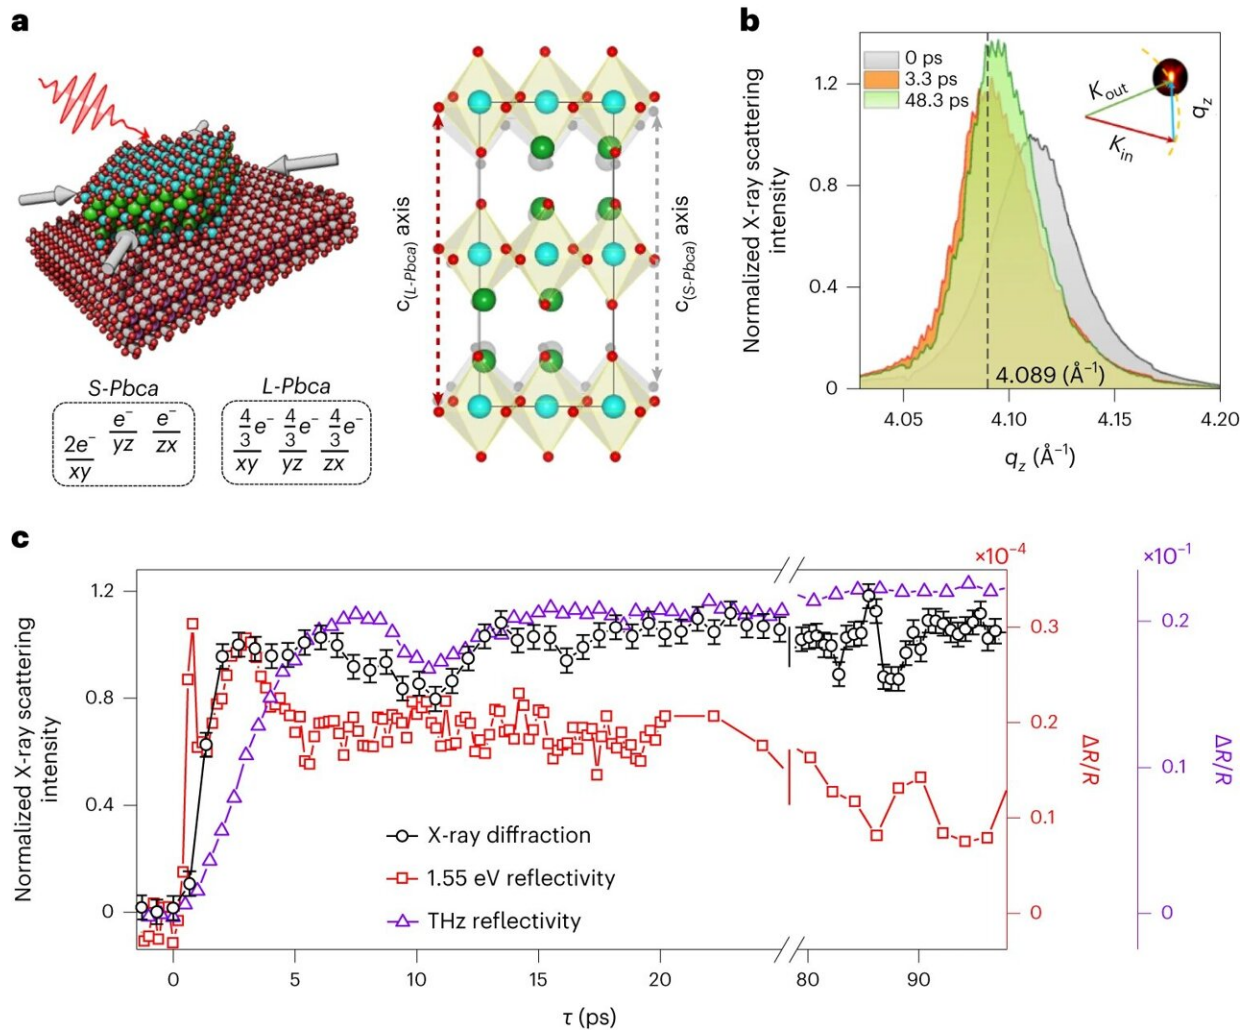 a
S-Pbca
L-Pbca
2e⁻
xy
e⁻
yz
e⁻
zx
4/3 e⁻
xy
4/3 e⁻
yz
4/3 e⁻
zx
c(L-Pbca) axis
c(S-Pbca) axis
b
Normalized X-ray scattering
intensity
1.2
0.8
0.4
0
0 ps
3.3 ps
48.3 ps
Kout
Kin
qz
4.089 (Å⁻¹)
4.05
4.10
4.15
4.20
qz (Å⁻¹)
c
Normalized X-ray scattering
intensity
1.2
0.8
0.4
0
X-ray diffraction
1.55 eV reflectivity
THz reflectivity
0
5
10
15
20
80
90
τ (ps)
×10⁻⁴
0.3
0.2
0.1
0
ΔR/R
×10⁻¹
0.2
0.1
0
ΔR/R